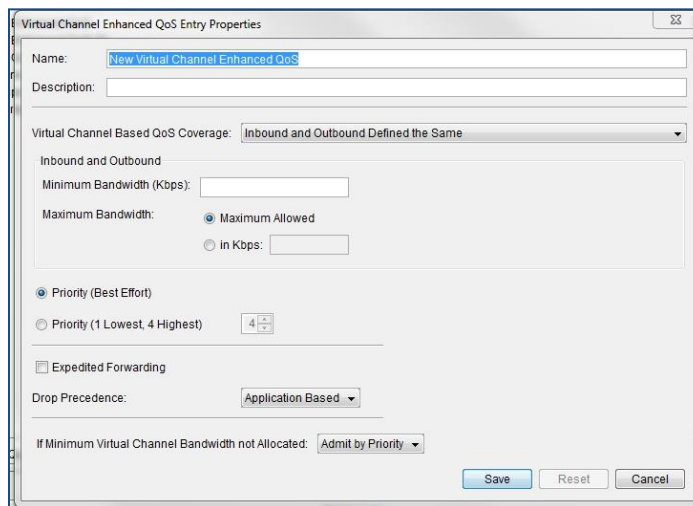 Virtual Channel Enhanced QoS Entry Properties
Name: New Virtual Channel Enhanced QoS
Description:
Virtual Channel Based QoS Coverage: Inbound and Outbound Defined the Same
Inbound and Outbound
Minimum Bandwidth (Kbps):
Maximum Bandwidth: Maximum Allowed
in Kbps:
Priority (Best Effort)
Priority (1 Lowest, 4 Highest) 4
Expedited Forwarding
Drop Precedence: Application Based
If Minimum Virtual Channel Bandwidth not Allocated: Admit by Priority
Save Reset Cancel